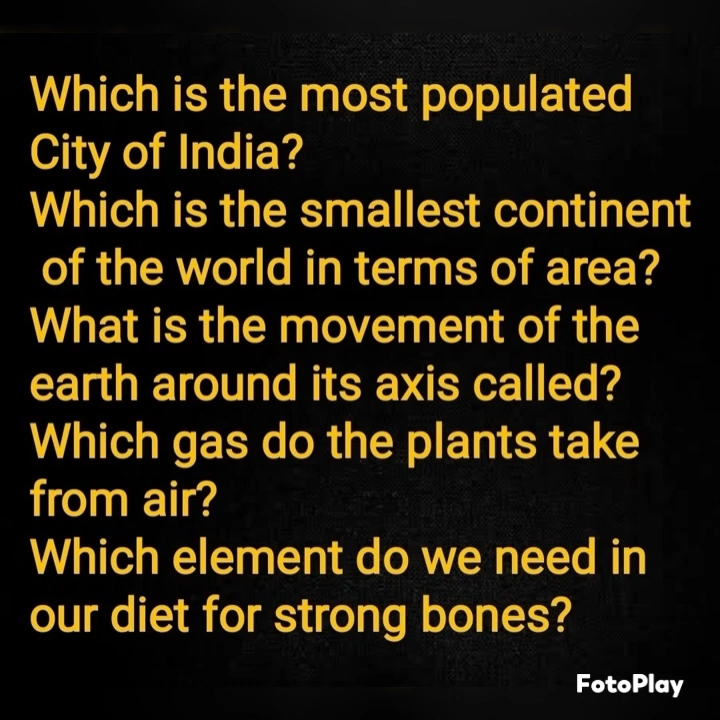 Which is the most populated
City of India?
Which is the smallest continent
of the world in terms of area?
What is the movement of the
earth around its axis called?
Which gas do the plants take
from air?
Which element do we need in
our diet for strong bones?
FotoPlay